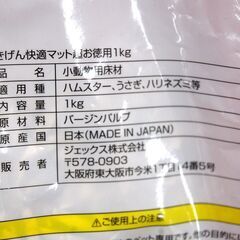 きげん快適マット超お徳用1kg
品名 小動物用床材
適用種 ハムスター、うさぎ、ハリネズミ等
容量 1kg
原材料 バージンパルプ
原産国 日本(MADE IN JAPAN)
販売者 ジェックス株式会社
〒578-0903
大阪府東大阪市今米1丁目4番5号
⚠ご使用上の注意